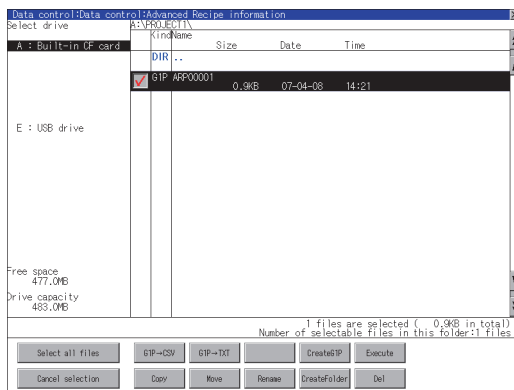 Data control:Data control:Advanced Recipe information
Select drive
A:\PROJECT1\
A : Built-in CF card
Kind Name
Size Date Time
DIR ..
G1P ARP00001
0.9KB 07-04-08 14:21
E : USB drive
Free space
477.0MB
Drive capacity
483.0MB
1 files are selected ( 0.9KB in total)
Number of selectable files in this folder:1 files
Select all files G1P→CSV G1P→TXT CreateG1P Execute
Cancel selection Copy Move Rename CreateFolder Del